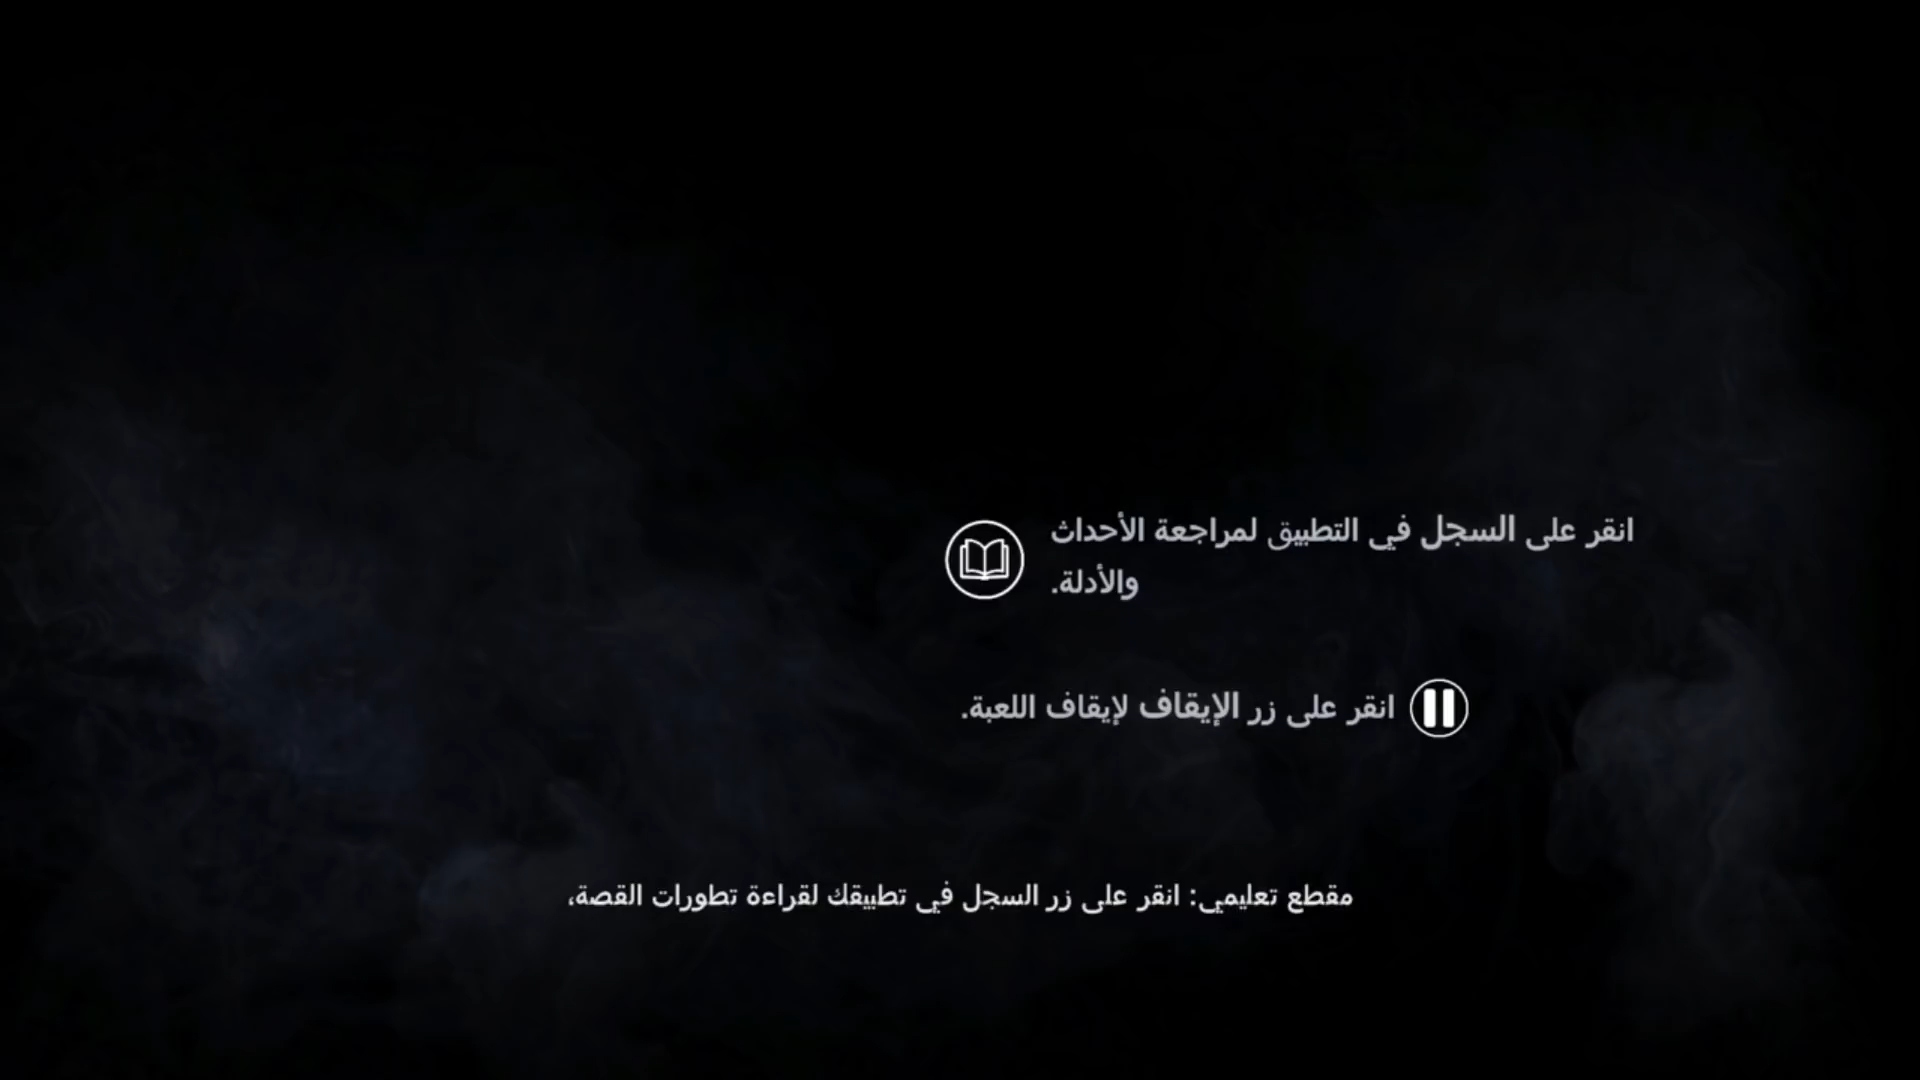 انقر على السجل في التطبيق لمراجعة الأحداث
والأدلة.
انقر على زر الإيقاف لإيقاف اللعبة.
مقطع تعليمي: انقر على زر السجل في تطبيقك لقراءة تطورات القصة،